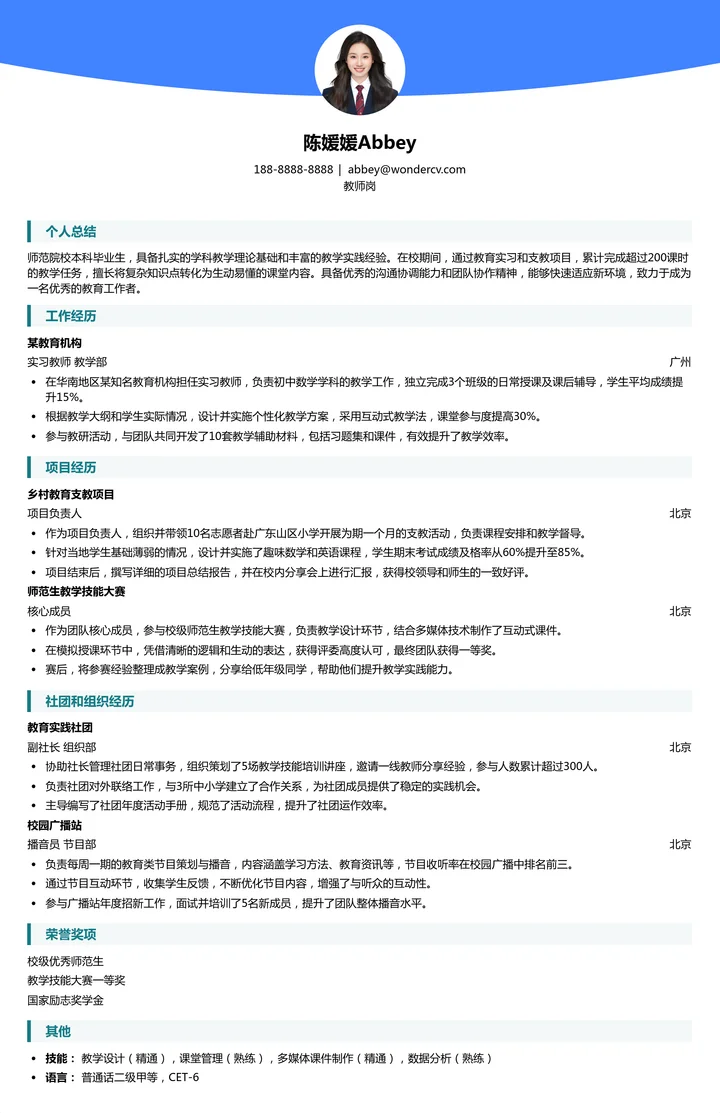 陈媛媛Abbey
188-8888-8888 | abbey@wondercv.com
教师岗
个人总结
师范院校本科毕业生，具备扎实的学科教学理论基础和丰富的教学实践经验。在校期间，通过教育实习和支教项目，累计完成超过200课时
的教学任务，擅长将复杂知识点转化为生动易懂的课堂内容。具备优秀的沟通协调能力和团队协作精神，能够快速适应新环境，致力于成为
一名优秀的教育工作者。
工作经历
某教育机构
实习教师 教学部 广州
• 在华南地区某知名教育机构担任实习教师，负责初中数学学科的教学工作，独立完成3个班级的日常授课及课后辅导，学生平均成绩提
升15%。
• 根据教学大纲和学生实际情况，设计并实施个性化教学方案，采用互动式教学法，课堂参与度提高30%。
• 参与教研活动，与团队共同开发了10套教学辅助材料，包括习题集和课件，有效提升了教学效率。
项目经历
乡村教育支教项目
项目负责人 北京
• 作为项目负责人，组织并带领10名志愿者赴广东山区小学开展为期一个月的支教活动，负责课程安排和教学督导。
• 针对当地学生基础薄弱的情况，设计并实施了趣味数学和英语课程，学生期末考试成绩及格率从60%提升至85%。
• 项目结束后，撰写详细的项目总结报告，并在校内分享会上进行汇报，获得校领导和师生的一致好评。
师范生教学技能大赛
核心成员 北京
• 作为团队核心成员，参与校级师范生教学技能大赛，负责教学设计环节，结合多媒体技术制作了互动式课件。
• 在模拟授课环节中，凭借清晰的逻辑和生动的表达，获得评委高度认可，最终团队获得一等奖。
• 赛后，将参赛经验整理成教学案例，分享给低年级同学，帮助他们提升教学实践能力。
社团和组织经历
教育实践社团
副社长 组织部 北京
• 协助社长管理社团日常事务，组织策划了5场教学技能培训讲座，邀请一线教师分享经验，参与人数累计超过300人。
• 负责社团对外联络工作，与3所中小学建立了合作关系，为社团成员提供了稳定的实践机会。
• 主导编写了社团年度活动手册，规范了活动流程，提升了社团运作效率。
校园广播站
播音员 节目部 北京
• 负责每周一期的教育类节目策划与播音，内容涵盖学习方法、教育资讯等，节目收听率在校园广播中排名前三。
• 通过节目互动环节，收集学生反馈，不断优化节目内容，增强了与听众的互动性。
• 参与广播站年度招新工作，面试并培训了5名新成员，提升了团队整体播音水平。
荣誉奖项
校级优秀师范生
教学技能大赛一等奖
国家励志奖学金
其他
• 技能： 教学设计（精通），课堂管理（熟练），多媒体课件制作（精通），数据分析（熟练）
• 语言： 普通话二级甲等，CET-6